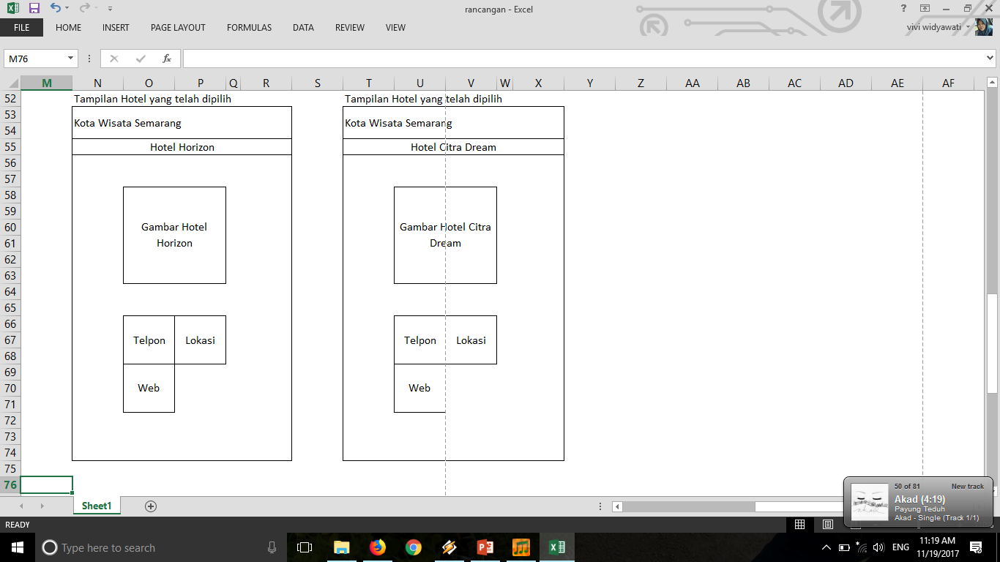 rancangan - Excel
?
FILE HOME INSERT PAGE LAYOUT FORMULAS DATA REVIEW VIEW
vivi widyawati
M76
fx
M N O P Q R S T U V W X Y Z AA AB AC AD AE AF
52 Tampilan Hotel yang telah dipilih Tampilan Hotel yang telah dipilih
53
Kota Wisata Semarang Kota Wisata Semarang
54
55 Hotel Horizon Hotel Citra Dream
56
57
58
59
60 Gambar Hotel Gambar Hotel Citra
61 Horizon Dream
62
63
64
65
66
67 Telpon Lokasi Telpon Lokasi
68
69
70 Web Web
71
72
73
74
75
76
Sheet1
READY
50 of 81 New track
Akad (4:19)
Payung Teduh
Akad - Single (Track 1/1)
Type here to search
ENG
11:19 AM
11/19/2017